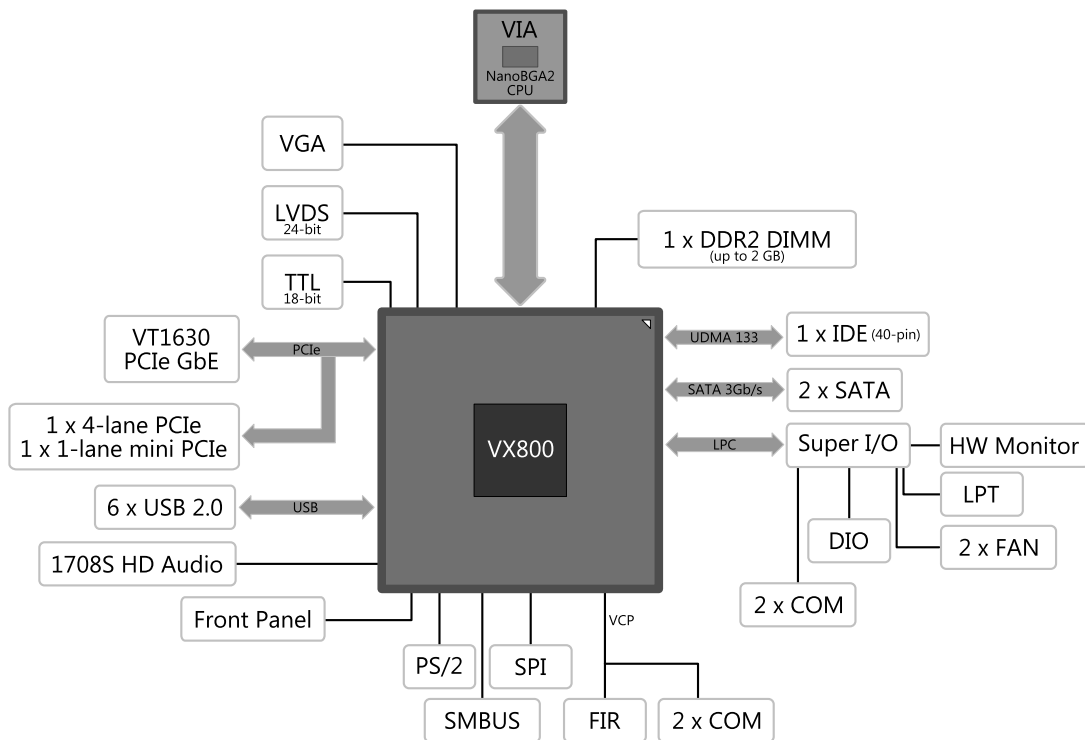 VIA
NanoBGA2
CPU
VGA
LVDS
24-bit
TTL
18-bit
1 x DDR2 DIMM
(up to 2 GB)
VT1630
PCIe GbE
PCIe
UDMA 133
1 x IDE (40-pin)
SATA 3Gb/s
2 x SATA
1 x 4-lane PCIe
1 x 1-lane mini PCIe
VX800
LPC
Super I/O
HW Monitor
6 x USB 2.0
USB
LPT
DIO
2 x FAN
1708S HD Audio
2 x COM
Front Panel
VCP
PS/2
SPI
SMBUS
FIR
2 x COM